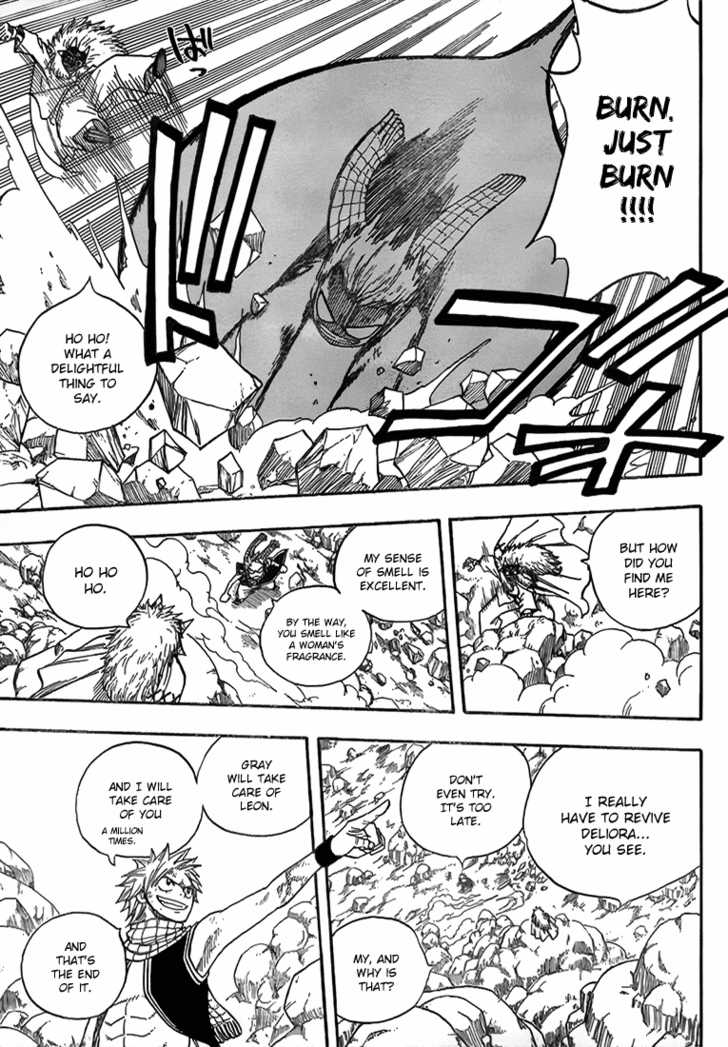 BURN,
JUST
BURN
!!!!
ばっ
HO HO!
WHAT A
DELIGHTFUL
THING TO
SAY.
BUT HOW
DID YOU
FIND ME
HERE?
MY SENSE
OF SMELL IS
EXCELLENT.
BY THE WAY,
YOU SMELL LIKE
A WOMAN'S
FRAGRANCE.
HO HO
HO.
I REALLY
HAVE TO REVIVE
DELIORA...
YOU SEE.
DON'T
EVEN TRY.
IT'S TOO
LATE.
MY, AND
WHY IS
THAT?
GRAY
WILL TAKE
CARE OF
LEON.
AND I WILL
TAKE CARE
OF YOU
A MILLION
TIMES.
AND
THAT'S
THE END
OF IT.